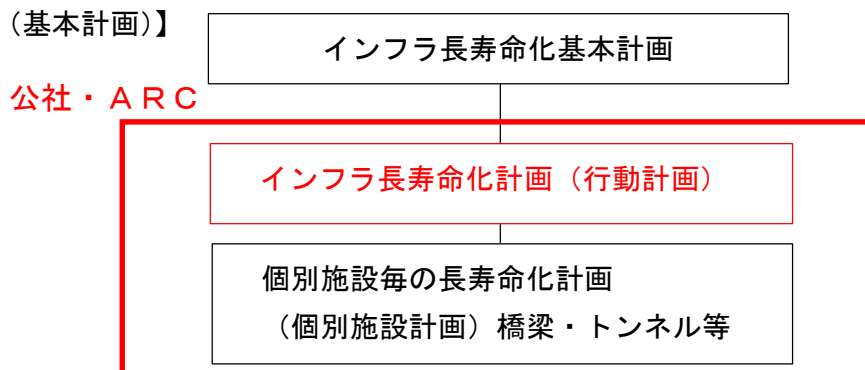 (基本計画)】
インフラ長寿命化基本計画
公社・ＡＲＣ
インフラ長寿命化計画（行動計画）
個別施設毎の長寿命化計画
（個別施設計画）橋梁・トンネル等